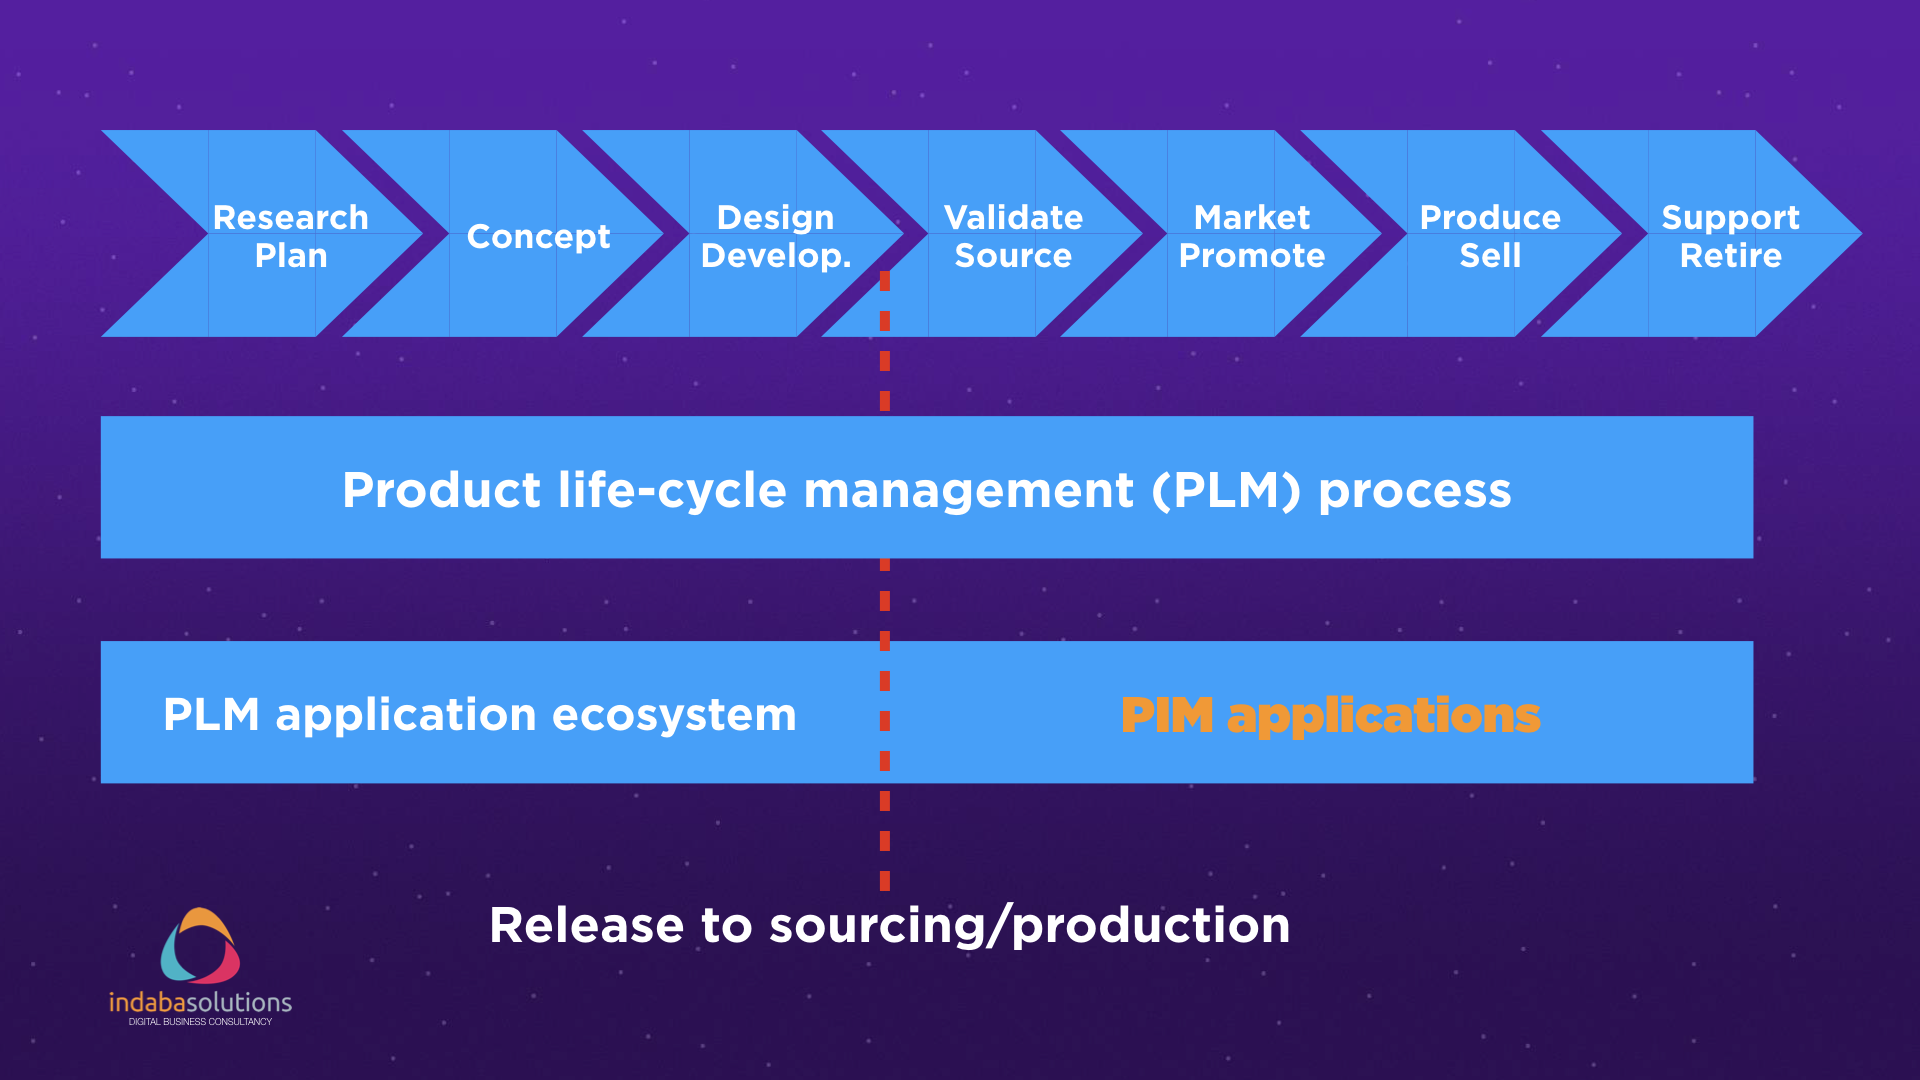 Research
Plan
Concept
Design
Develop.
Validate
Source
Market
Promote
Produce
Sell
Support
Retire
Product life-cycle management (PLM) process
PLM application ecosystem
PIM applications
Release to sourcing/production
indabasolutions
DIGITAL BUSINESS CONSULTANCY